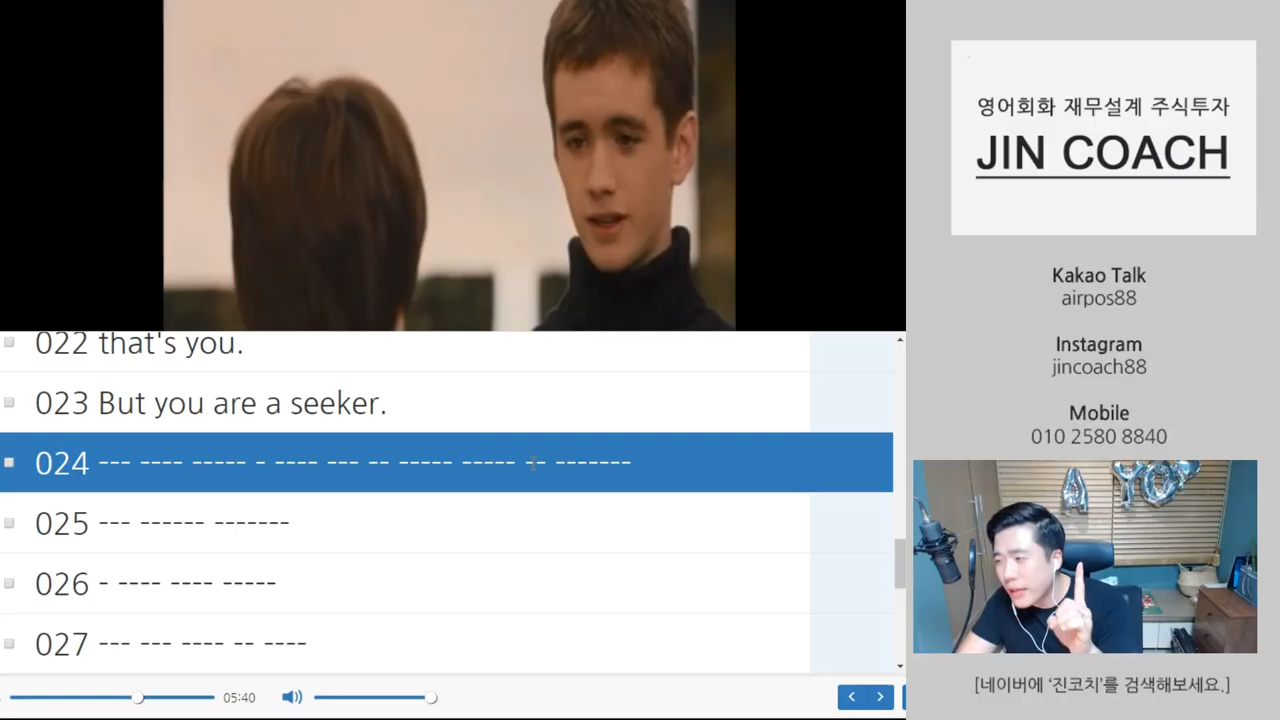 022 that's you.
023 But you are a seeker.
024 --- ---- ----- - ---- --- -- ----- ----- -- -------
025 --- ------ -------
026 - ---- ---- -----
027 --- --- ---- -- ----
05:40
영어회화 재무설계 주식투자
JIN COACH
Kakao Talk
airpos88
Instagram
jincoach88
Mobile
010 2580 8840
A YO
[네이버에 '진코치'를 검색해보세요.]